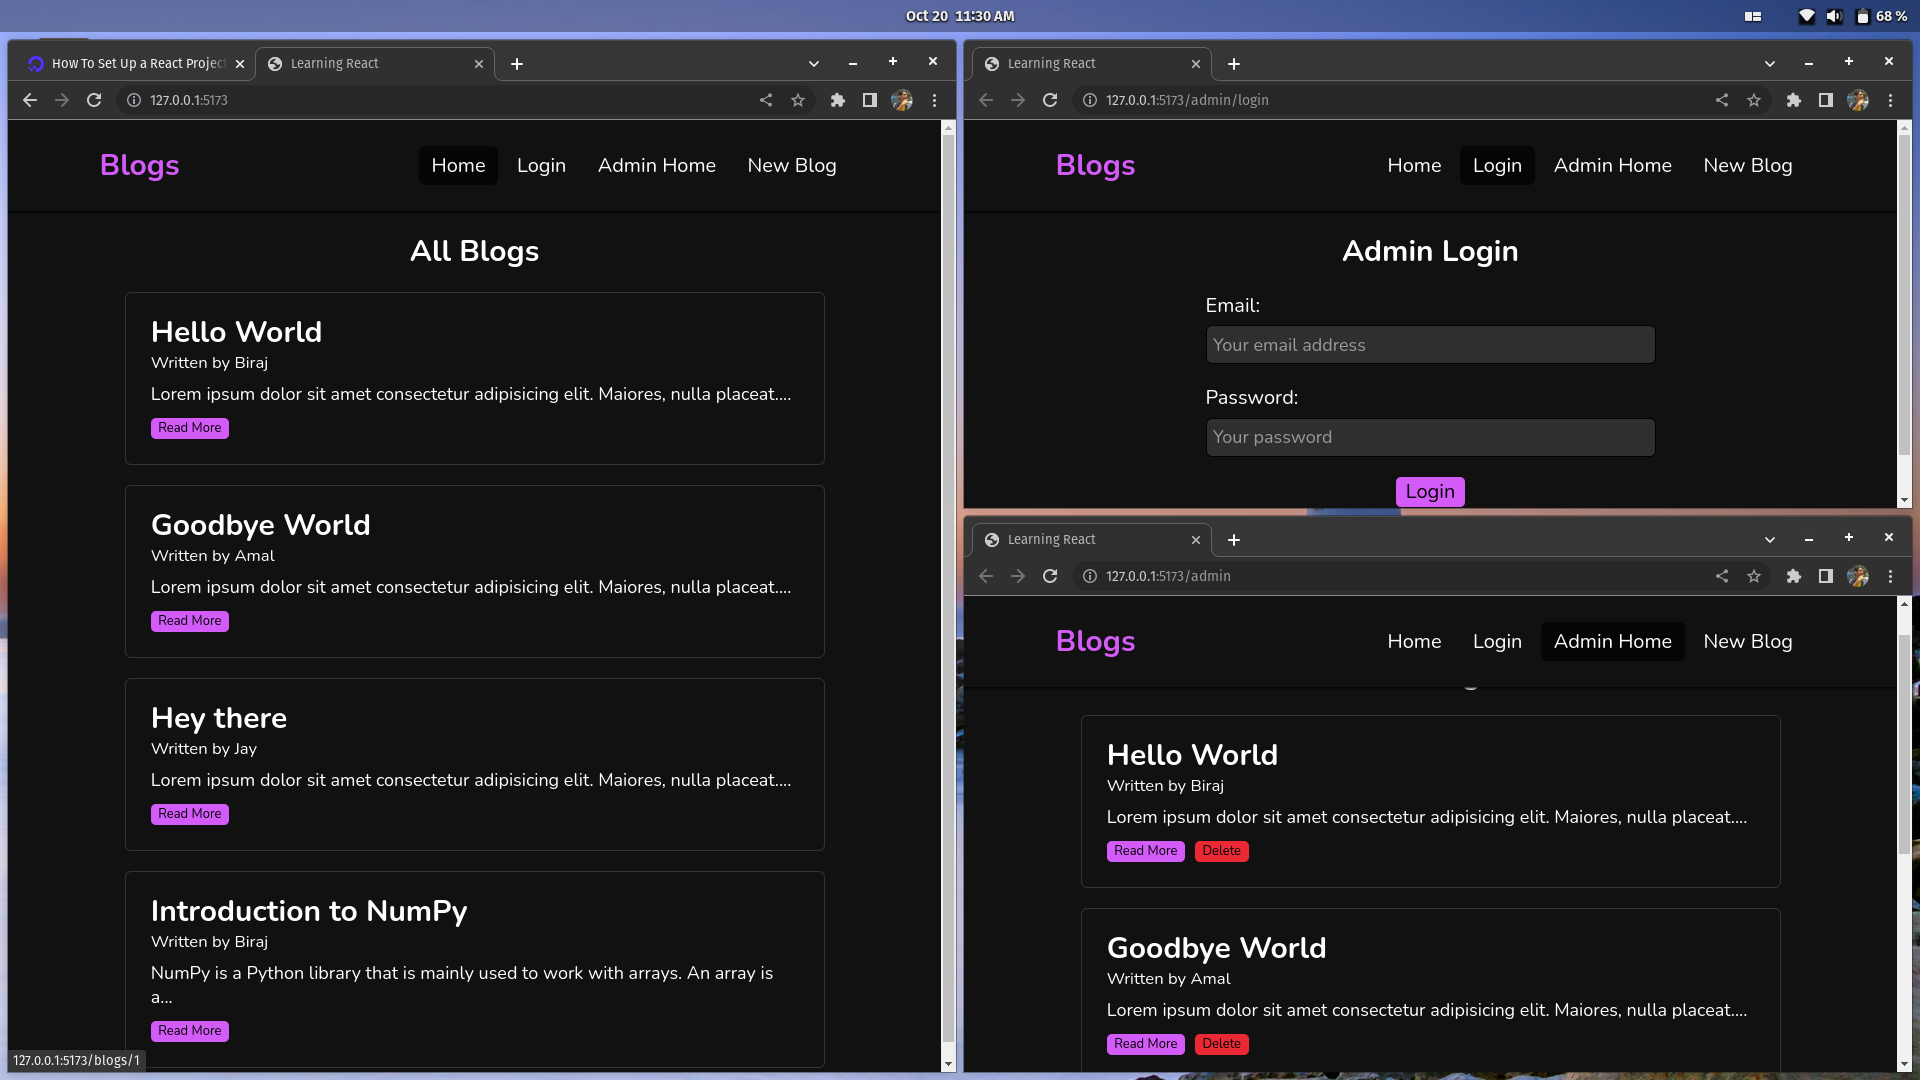 Oct 20 11:30 AM
68 %
How To Set Up a React Project
Learning React
127.0.0.1:5173
Blogs
Home
Login
Admin Home
New Blog
All Blogs
Hello World
Written by Biraj
Lorem ipsum dolor sit amet consectetur adipisicing elit. Maiores, nulla placeat....
Read More
Goodbye World
Written by Amal
Lorem ipsum dolor sit amet consectetur adipisicing elit. Maiores, nulla placeat....
Read More
Hey there
Written by Jay
Lorem ipsum dolor sit amet consectetur adipisicing elit. Maiores, nulla placeat....
Read More
Introduction to NumPy
Written by Biraj
NumPy is a Python library that is mainly used to work with arrays. An array is
a...
Read More
127.0.0.1:5173/blogs/1
Learning React
127.0.0.1:5173/admin/login
Blogs
Home
Login
Admin Home
New Blog
Admin Login
Email:
Your email address
Password:
Your password
Login
Learning React
127.0.0.1:5173/admin
Blogs
Home
Login
Admin Home
New Blog
Hello World
Written by Biraj
Lorem ipsum dolor sit amet consectetur adipisicing elit. Maiores, nulla placeat....
Read More
Delete
Goodbye World
Written by Amal
Lorem ipsum dolor sit amet consectetur adipisicing elit. Maiores, nulla placeat....
Read More
Delete